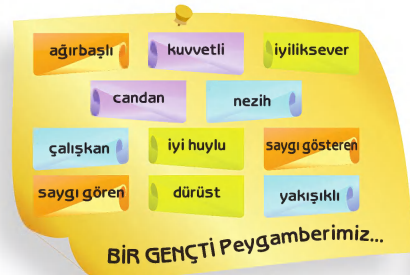 ağırbaşlı kuvvetli iyiliksever
candan nezih
çalışkan iyi huylu saygı gösteren
saygı gören dürüst yakışıklı
BİR GENÇTİ Peygamberimiz...